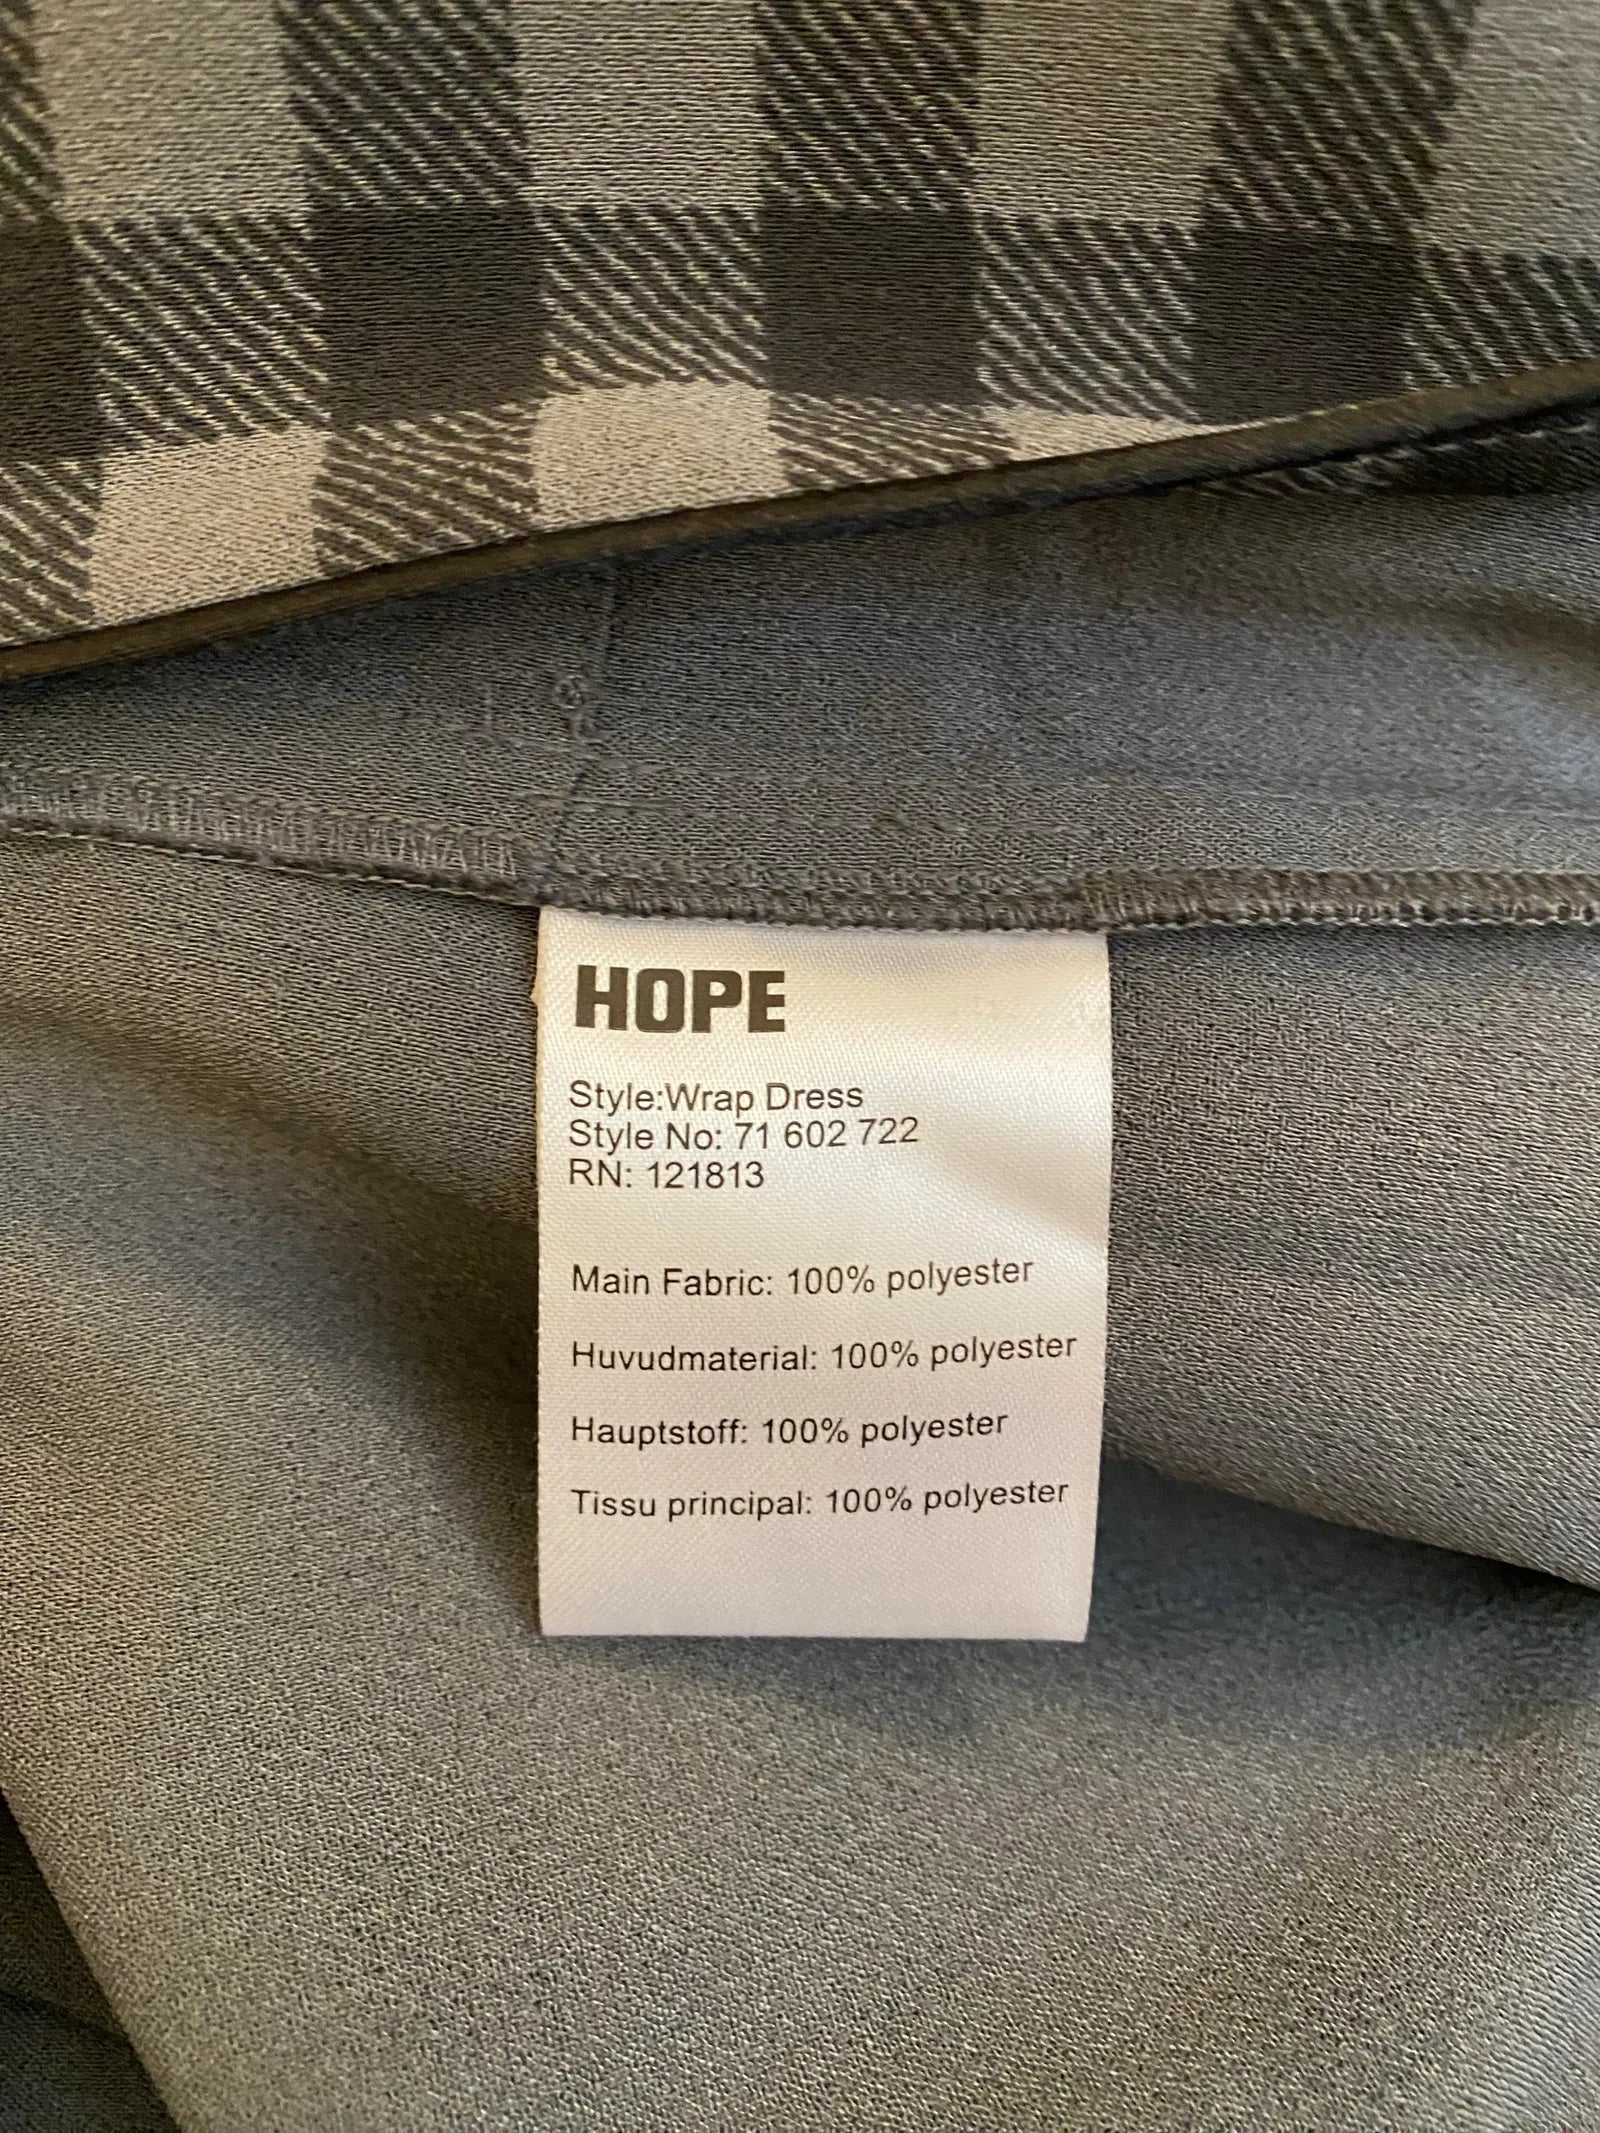 HOPE
Style:Wrap Dress
Style No: 71 602 722
RN: 121813
Main Fabric: 100% polyester
Huvudmaterial: 100% polyester
Hauptstoff: 100% polyester
Tissu principal: 100% polyester